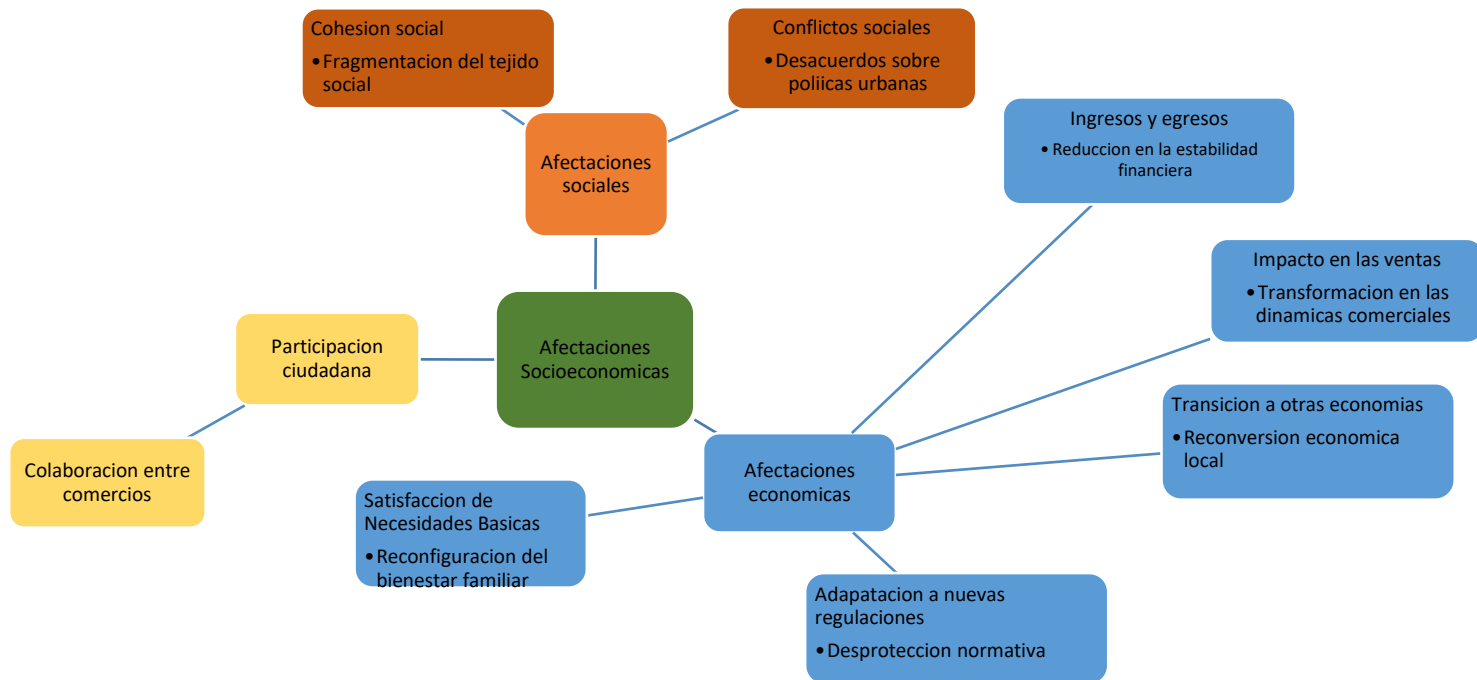 Cohesion social
•Fragmentacion del tejido
social
Conflictos sociales
•Desacuerdos sobre
poliicas urbanas
Ingresos y egresos
•Reduccion en la estabilidad
financiera
Afectaciones
sociales
Impacto en las ventas
•Transformacion en las
dinamicas comerciales
Participacion
ciudadana
Afectaciones
Socioeconomicas
Transicion a otras economias
•Reconversion economica
local
Colaboracion entre
comercios
Afectaciones
economicas
Satisfaccion de
Necesidades Basicas
•Reconfiguracion del
bienestar familiar
Adapatacion a nuevas
regulaciones
•Desproteccion normativa